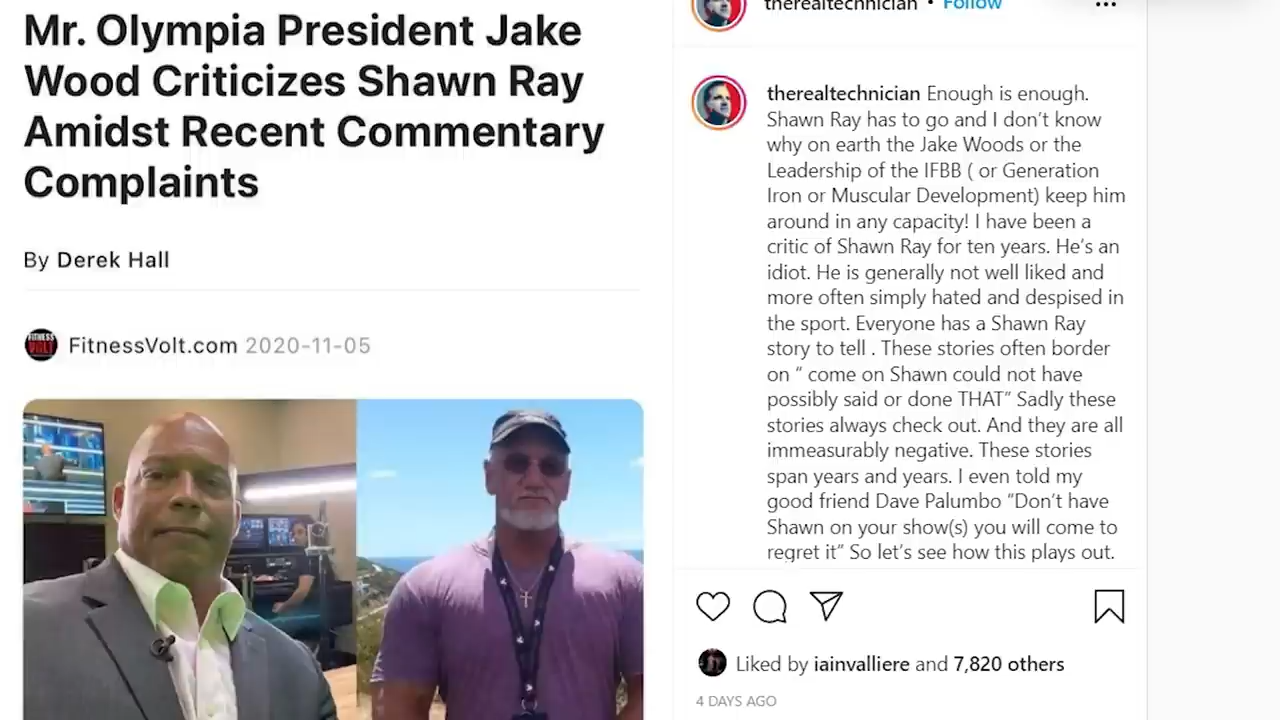 Mr. Olympia President Jake
Wood Criticizes Shawn Ray
Amidst Recent Commentary
Complaints
By Derek Hall
FITNESS
VOLT
FitnessVolt.com 2020-11-05
therealtechnician • Follow
therealtechnician Enough is enough.
Shawn Ray has to go and I don't know
why on earth the Jake Woods or the
Leadership of the IFBB ( or Generation
Iron or Muscular Development) keep him
around in any capacity! I have been a
critic of Shawn Ray for ten years. He's an
idiot. He is generally not well liked and
more often simply hated and despised in
the sport. Everyone has a Shawn Ray
story to tell . These stories often border
on “ come on Shawn could not have
possibly said or done THAT” Sadly these
stories always check out. And they are all
immeasurably negative. These stories
span years and years. I even told my
good friend Dave Palumbo “Don't have
Shawn on your show(s) you will come to
regret it” So let's see how this plays out.
Liked by iainvalliere and 7,820 others
4 DAYS AGO